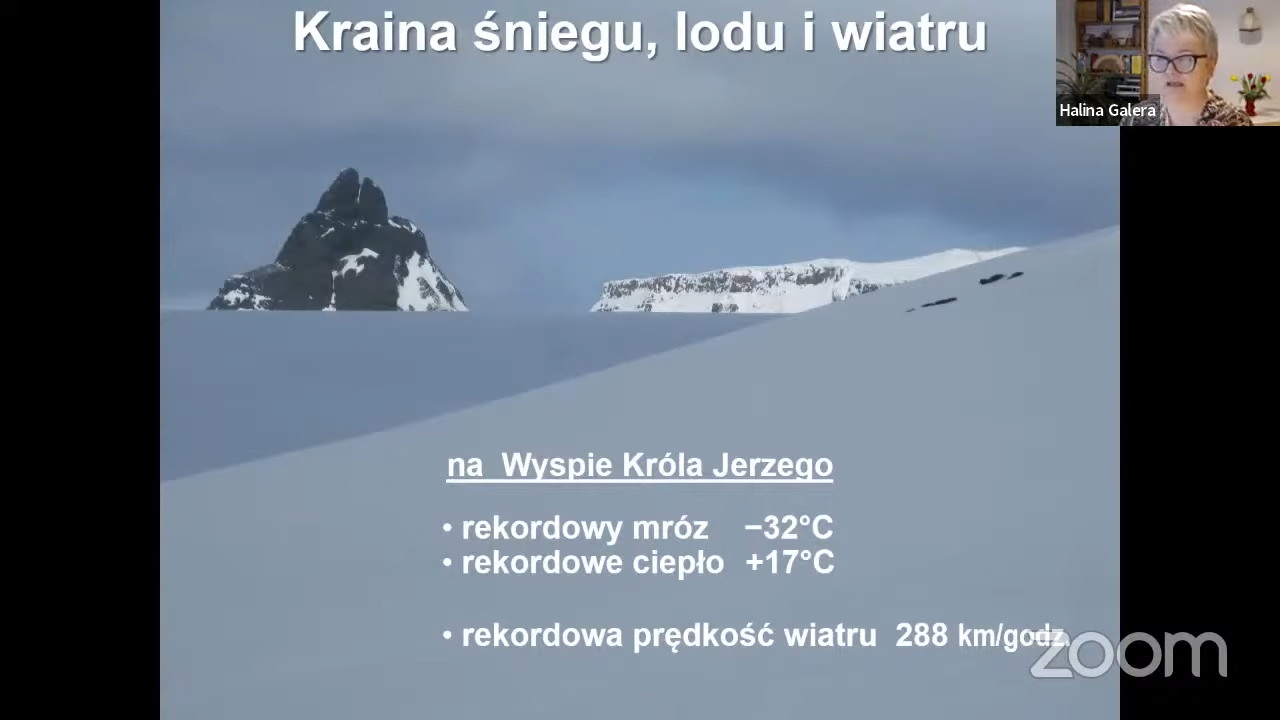 Kraina śniegu, lodu i wiatru
Halina Galera
na Wyspie Króla Jerzego
• rekordowy mróz −32°C
• rekordowe ciepło +17°C
• rekordowa prędkość wiatru 288 km/godz.
zoom